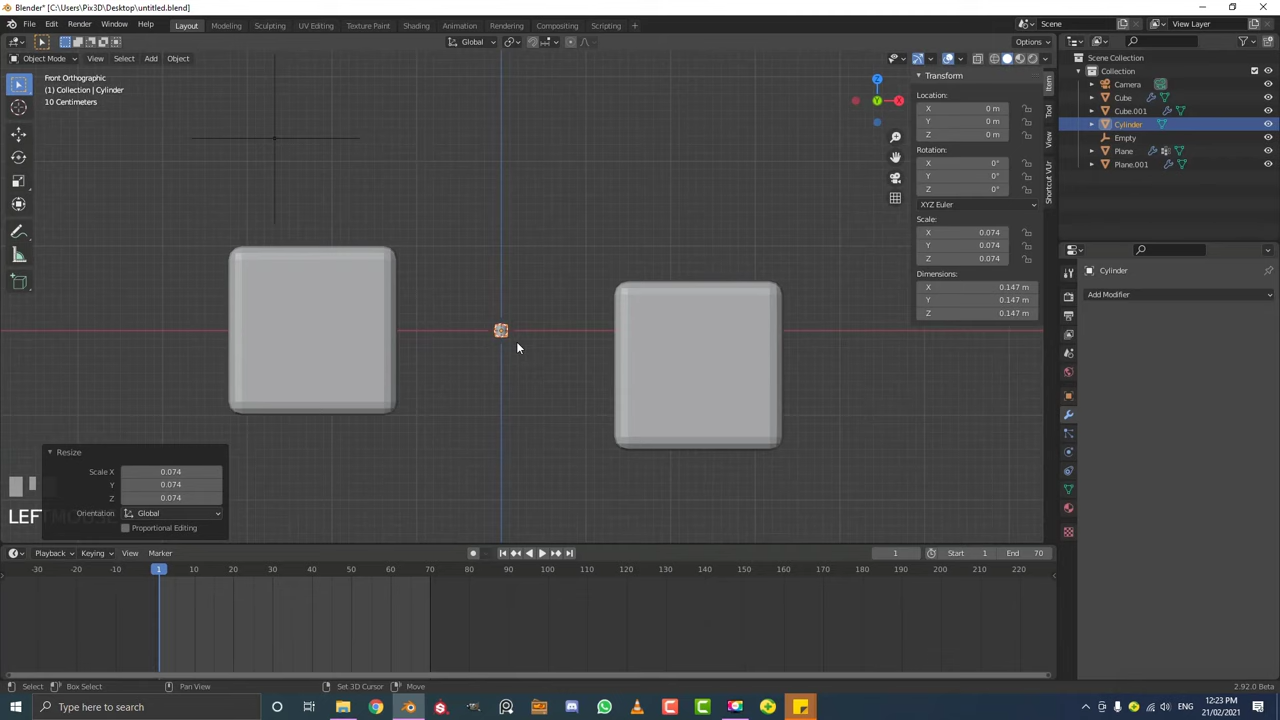 Blender* [C:\Users\Pix3D\Desktop\untitled.blend]
File Edit Render Window Help Layout Modeling Sculpting UV Editing Texture Paint Shading Animation Rendering Compositing Scripting Scene View Layer
Global Options
Object Mode View Select Add Object
Front Orthographic
(1) Collection | Cylinder
10 Centimeters
Z
X
Y
Transform
Location:
X 0 m
Y 0 m
Z 0 m
Rotation:
X 0°
Y 0°
Z 0°
XYZ Euler
Scale:
X 0.074
Y 0.074
Z 0.074
Dimensions:
X 0.147 m
Y 0.147 m
Z 0.147 m
Item
Tool
View
Shortcut VUr
Scene Collection
Collection
Camera
Cube
Cube.001
Cylinder
Empty
Plane
Plane.001
Cylinder
Add Modifier
Resize
Scale X 0.074
Y 0.074
Z 0.074
Orientation Global
Proportional Editing
Playback Keying View Marker 1 Start 1 End 70
-30 -20 -10 1 10 20 30 40 50 60 70 80 90 100 110 120 130 140 150 160 170 180 190 200 210 220
Select Box Select Pan View Set 3D Cursor Move 2.92.0 Beta
Type here to search ENG 12:23 PM
21/02/2021